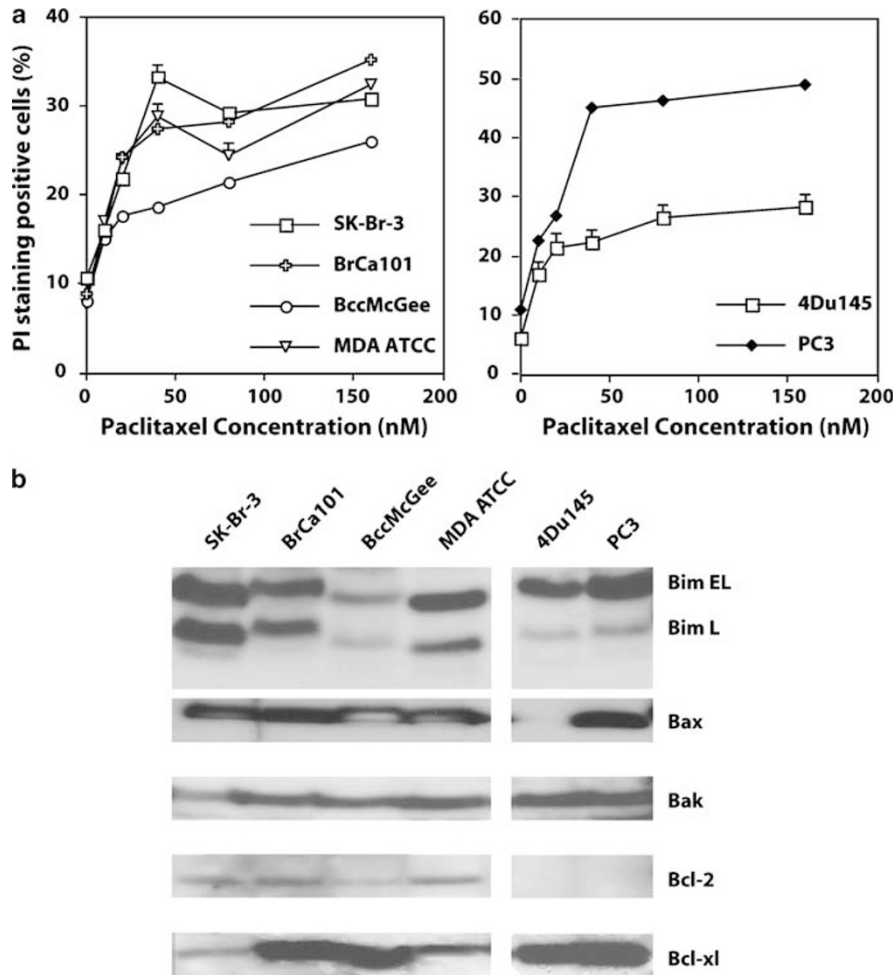 a
PI staining positive cells (%)
40
30
20
10
0
0 50 100 150 200
Paclitaxel Concentration (nM)
SK-Br-3
BrCa101
BccMcGee
MDA ATCC
60
50
40
30
20
10
0
0 50 100 150 200
Paclitaxel Concentration (nM)
4Du145
PC3
b
SK-Br-3 BrCa101 BccMcGee MDA ATCC 4Du145 PC3
Bim EL
Bim L
Bax
Bak
Bcl-2
Bcl-xl